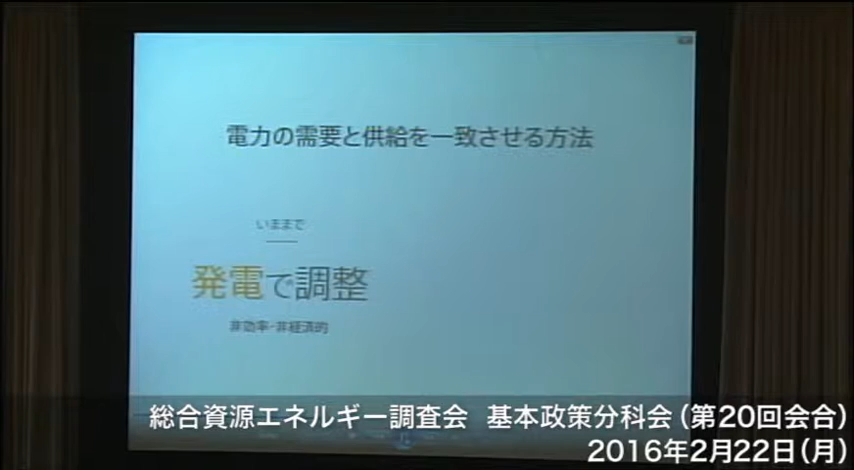 電力の需要と供給を一致させる方法
いままで
発電で調整
非効率・非経済的
総合資源エネルギー調査会 基本政策分科会(第20回会合)
2016年2月22日(月)